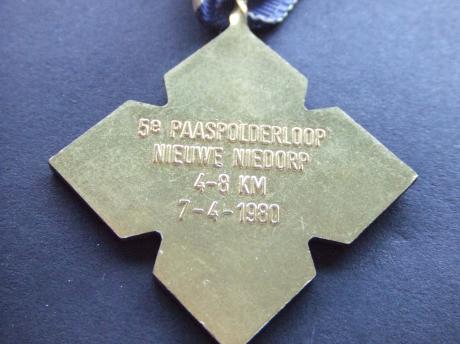 5e PAASPOLDERLOOP
NIEUWE NIEDORP
4-8 KM
7-4-1980